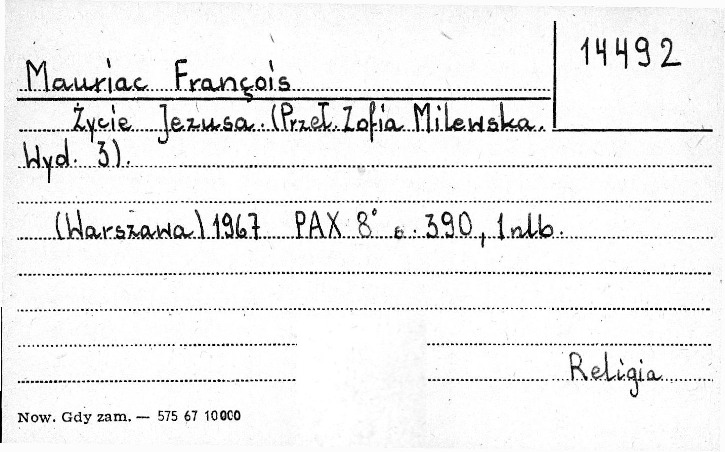 14492
Mauriac François
Życie Jezusa. (Przeł. Zofia Milewska.
Wyd. 3).
(Warszawa) 1967 PAX 8° s. 390, 1 nlb.
Religia
Now. Gdy zam. — 575 67 10000